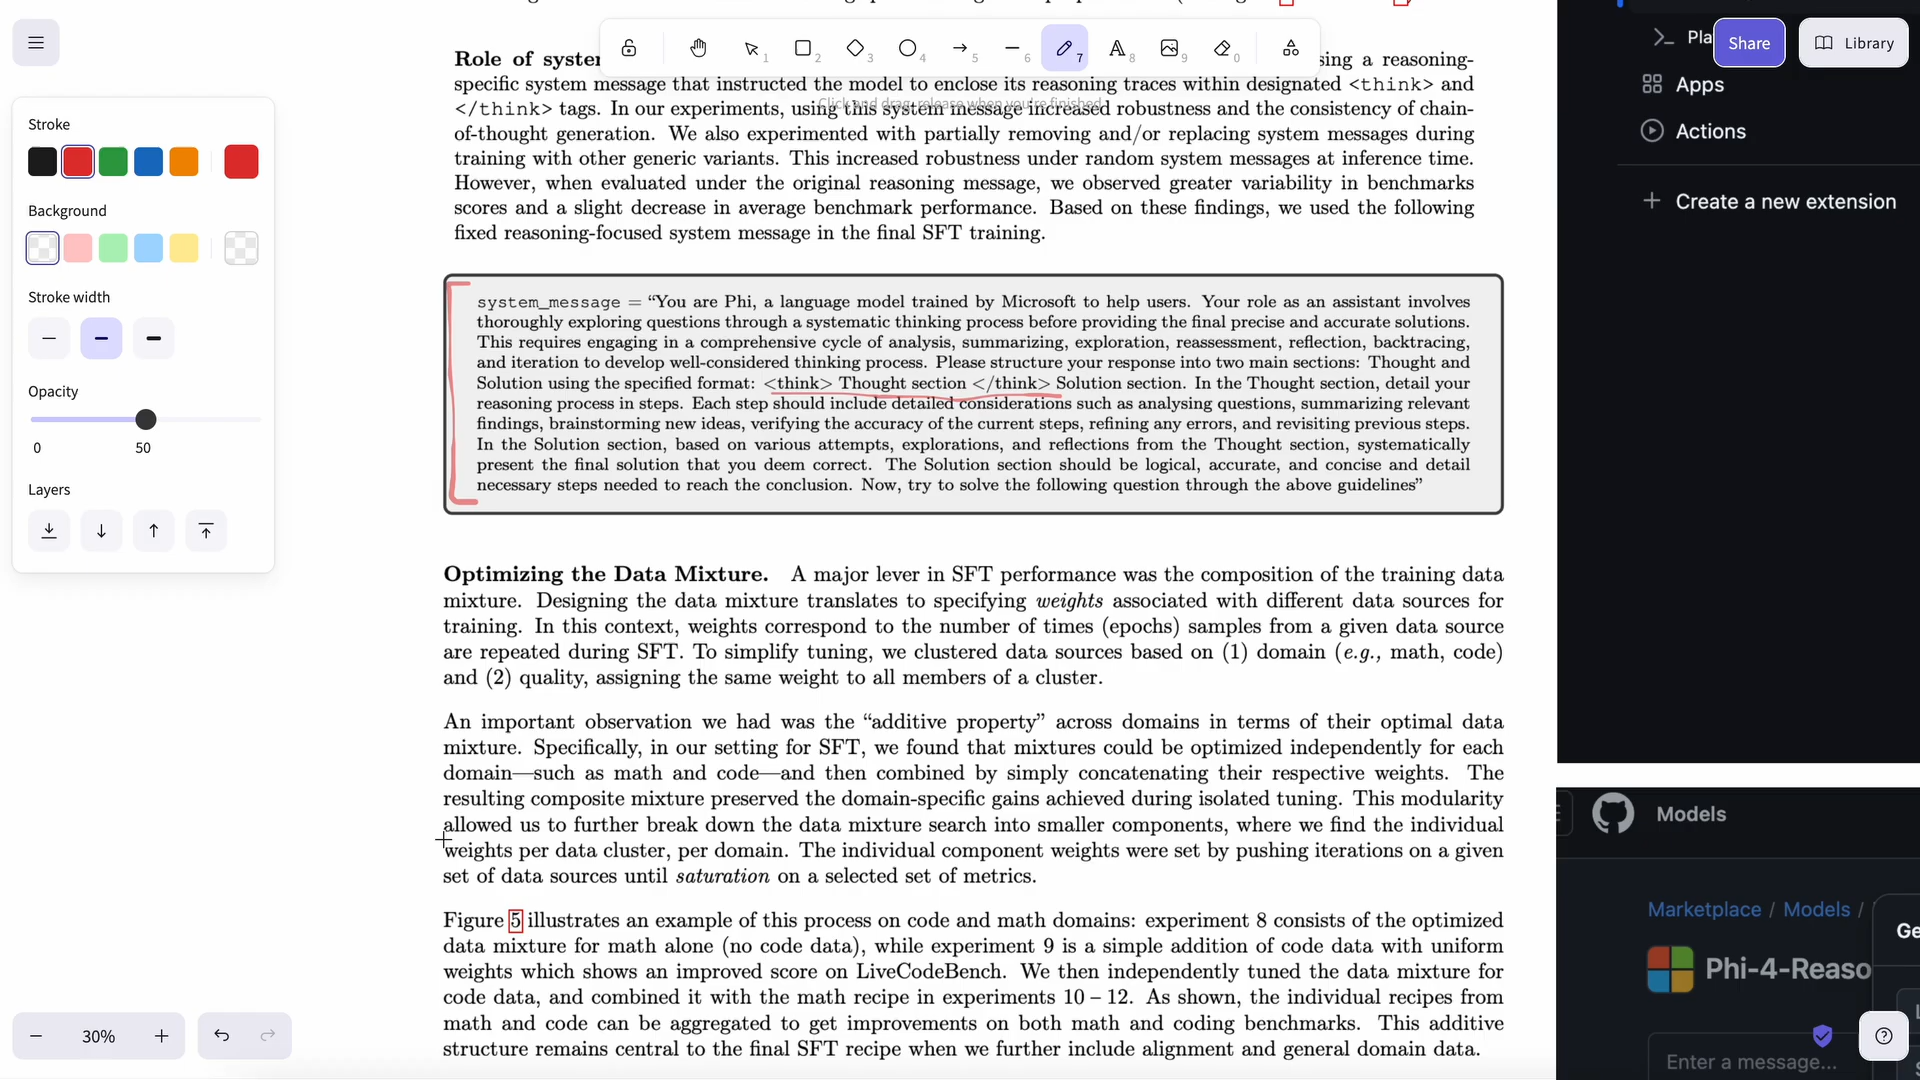 Role of system
sing a reasoning-
specific system message that instructed the model to enclose its reasoning traces within designated <think> and
Click and drag, release when you're finished
</think> tags. In our experiments, using this system message increased robustness and the consistency of chain-
of-thought generation. We also experimented with partially removing and/or replacing system messages during
training with other generic variants. This increased robustness under random system messages at inference time.
However, when evaluated under the original reasoning message, we observed greater variability in benchmarks
scores and a slight decrease in average benchmark performance. Based on these findings, we used the following
fixed reasoning-focused system message in the final SFT training.
system_message = “You are Phi, a language model trained by Microsoft to help users. Your role as an assistant involves
thoroughly exploring questions through a systematic thinking process before providing the final precise and accurate solutions.
This requires engaging in a comprehensive cycle of analysis, summarizing, exploration, reassessment, reflection, backtracing,
and iteration to develop well-considered thinking process. Please structure your response into two main sections: Thought and
Solution using the specified format: <think> Thought section </think> Solution section. In the Thought section, detail your
reasoning process in steps. Each step should include detailed considerations such as analysing questions, summarizing relevant
findings, brainstorming new ideas, verifying the accuracy of the current steps, refining any errors, and revisiting previous steps.
In the Solution section, based on various attempts, explorations, and reflections from the Thought section, systematically
present the final solution that you deem correct. The Solution section should be logical, accurate, and concise and detail
necessary steps needed to reach the conclusion. Now, try to solve the following question through the above guidelines”
Optimizing the Data Mixture. A major lever in SFT performance was the composition of the training data
mixture. Designing the data mixture translates to specifying weights associated with different data sources for
training. In this context, weights correspond to the number of times (epochs) samples from a given data source
are repeated during SFT. To simplify tuning, we clustered data sources based on (1) domain (e.g., math, code)
and (2) quality, assigning the same weight to all members of a cluster.
An important observation we had was the “additive property” across domains in terms of their optimal data
mixture. Specifically, in our setting for SFT, we found that mixtures could be optimized independently for each
domain—such as math and code—and then combined by simply concatenating their respective weights. The
resulting composite mixture preserved the domain-specific gains achieved during isolated tuning. This modularity
allowed us to further break down the data mixture search into smaller components, where we find the individual
weights per data cluster, per domain. The individual component weights were set by pushing iterations on a given
set of data sources until saturation on a selected set of metrics.
Figure 5 illustrates an example of this process on code and math domains: experiment 8 consists of the optimized
data mixture for math alone (no code data), while experiment 9 is a simple addition of code data with uniform
weights which shows an improved score on LiveCodeBench. We then independently tuned the data mixture for
code data, and combined it with the math recipe in experiments 10 – 12. As shown, the individual recipes from
math and code can be aggregated to get improvements on both math and coding benchmarks. This additive
structure remains central to the final SFT recipe when we further include alignment and general domain data.
1
2
3
4
5
6
7
8
9
0
Stroke
Background
Stroke width
Opacity
0
50
Layers
30%
Share
Library
Pla
Apps
Actions
Create a new extension
Models
Marketplace / Models /
Ge
Phi-4-Reaso
Enter a message...